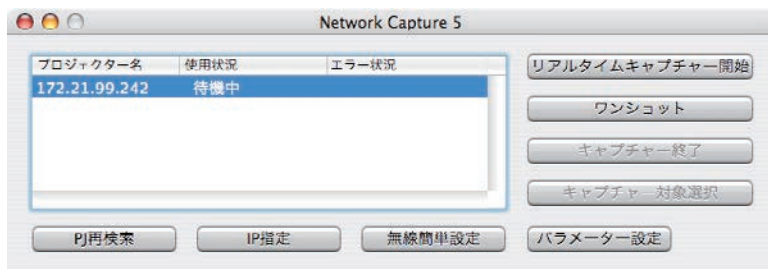 Network Capture 5
プロジェクター名 使用状況 エラー状況
172.21.99.242 待機中
リアルタイムキャプチャー開始
ワンショット
キャプチャー終了
キャプチャー 対象選択
PJ再検索 IP指定 無線簡単設定 パラメーター設定